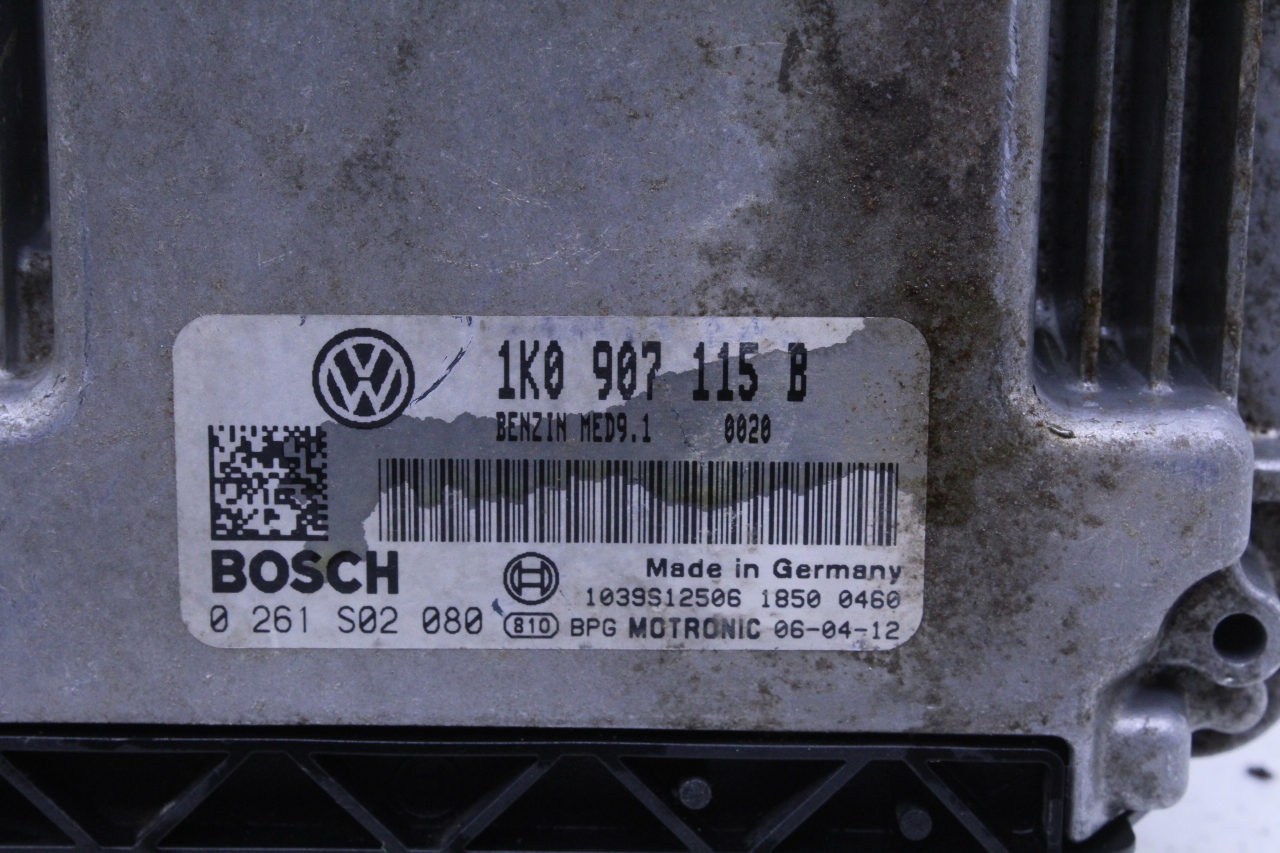 1K0 907 115 B
BENZIN MED9.1 0020
BOSCH
Made in Germany
1039S12506 1850 0460
0 261 S02 080 810 BPG MOTRONIC 06-04-12